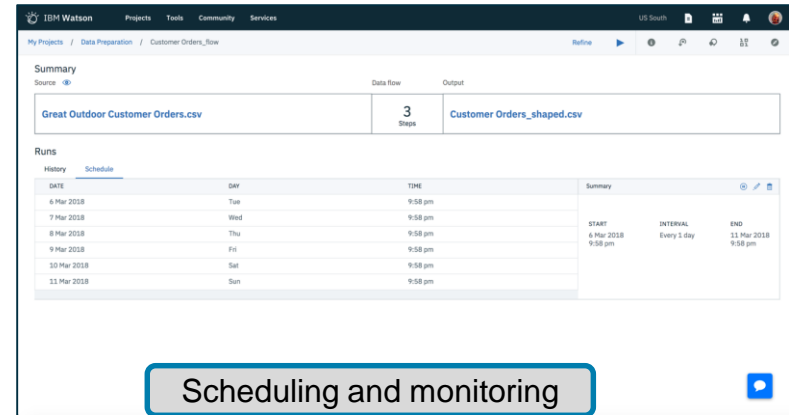 IBM Watson Projects Tools Community Services US South
My Projects / Data Preparation / Customer Orders_flow Refine
Summary
Source Data flow Output
Great Outdoor Customer Orders.csv 3 Steps Customer Orders_shaped.csv
Runs
History Schedule
DATE DAY TIME Summary
6 Mar 2018 Tue 9:58 pm
7 Mar 2018 Wed 9:58 pm
8 Mar 2018 Thu 9:58 pm
9 Mar 2018 Fri 9:58 pm
10 Mar 2018 Sat 9:58 pm
11 Mar 2018 Sun 9:58 pm
START INTERVAL END
6 Mar 2018 Every 1 day 11 Mar 2018
9:58 pm 9:58 pm
Scheduling and monitoring